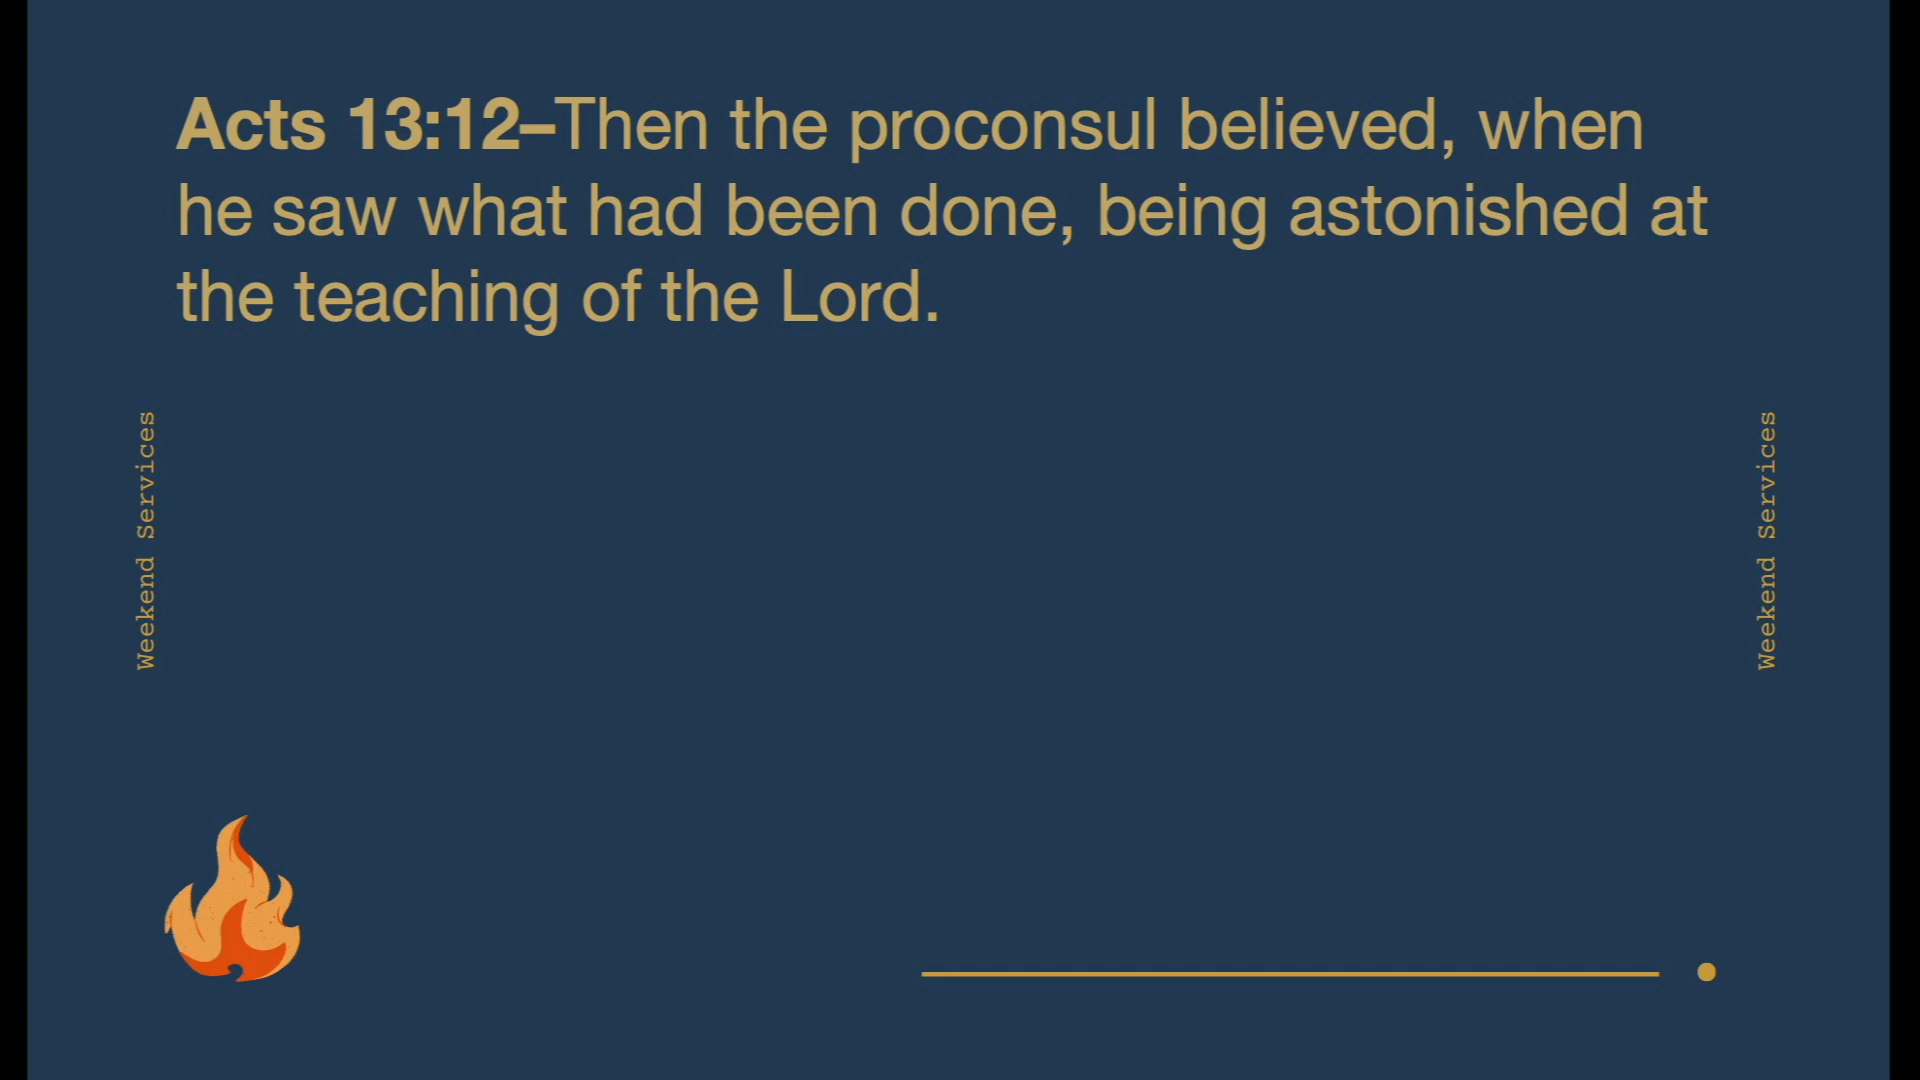 Acts 13:12–Then the proconsul believed, when
he saw what had been done, being astonished at
the teaching of the Lord.
Weekend Services
Weekend Services